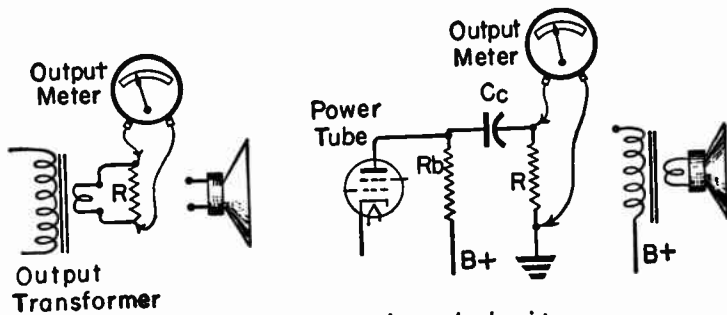 Output
Meter
R
Output
Transformer
Output
Meter
Power
Tube
Cc
Rb
R
B+
B+